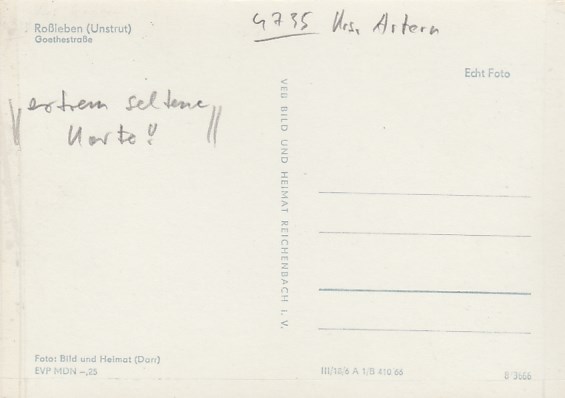 Roßleben (Unstrut)
Goethestraße
4735 Krs. Artern
Echt Foto
extrem seltene
Karte!!
VEB BILD UND HEIMAT REICHENBACH I. V.
Foto: Bild und Heimat (Darr)
EVP MDN –,25
III/18/6 A 1/B 410 66
8/3666